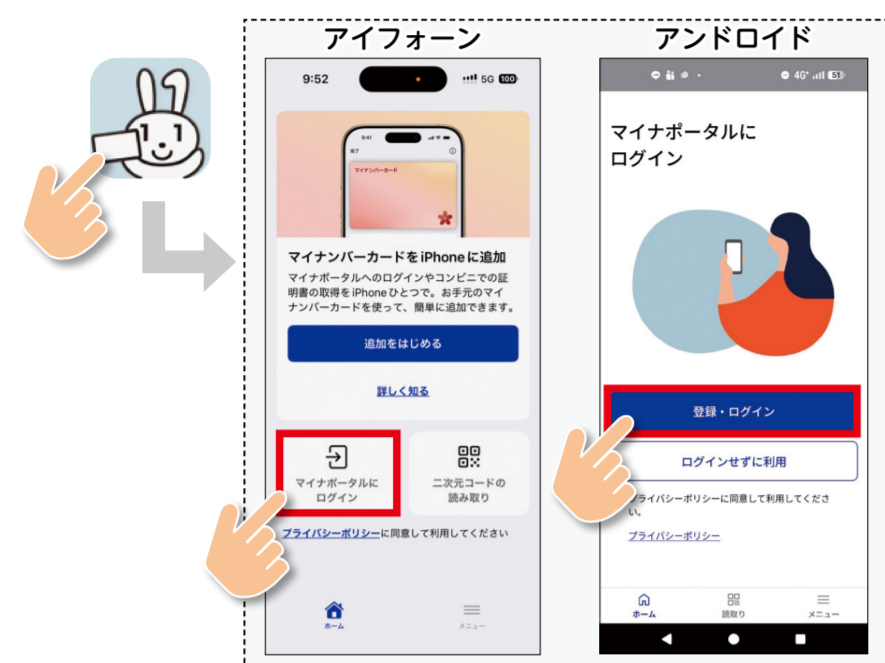 アイフォーン
9:52
5G 100
9:41
完了
マイナンバーカード
マイナンバーカードをiPhoneに追加
マイナポータルへのログインやコンビニでの証
明書の取得をiPhoneひとつで。お手元のマイ
ナンバーカードを使って、簡単に追加できます。
追加をはじめる
詳しく知る
マイナポータルに
ログイン
二次元コードの
読み取り
プライバシーポリシーに同意して利用してください
ホーム
メニュー
アンドロイド
4G+ 51
マイナポータルに
ログイン
登録・ログイン
ログインせずに利用
プライバシーポリシーに同意して利用してくださ
い。
プライバシーポリシー
ホーム
読取り
メニュー